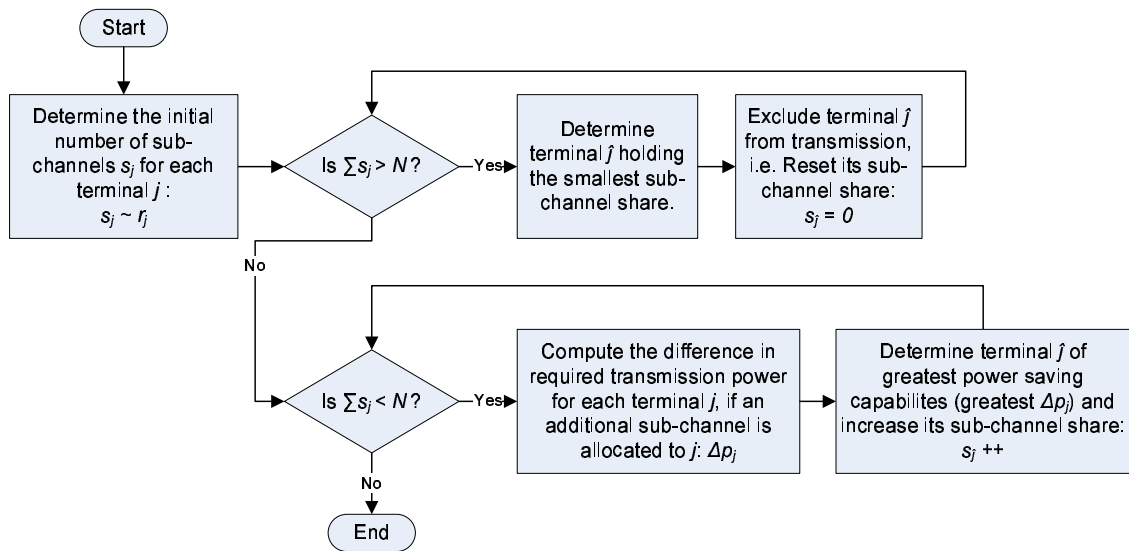 Start
Determine the initial
number of sub-
channels sⱼ for each
terminal j :
sⱼ ~ rⱼ
Is ∑sⱼ > N?
Yes
Determine
terminal ĵ holding
the smallest sub-
channel share.
Exclude terminal ĵ
from transmission,
i.e. Reset its sub-
channel share:
s_ĵ = 0
No
Is ∑sⱼ < N?
Yes
Compute the difference in
required transmission power
for each terminal j, if an
additional sub-channel is
allocated to j: Δpⱼ
Determine terminal ĵ of
greatest power saving
capabilites (greatest Δpⱼ) and
increase its sub-channel share:
s_ĵ ++
No
End